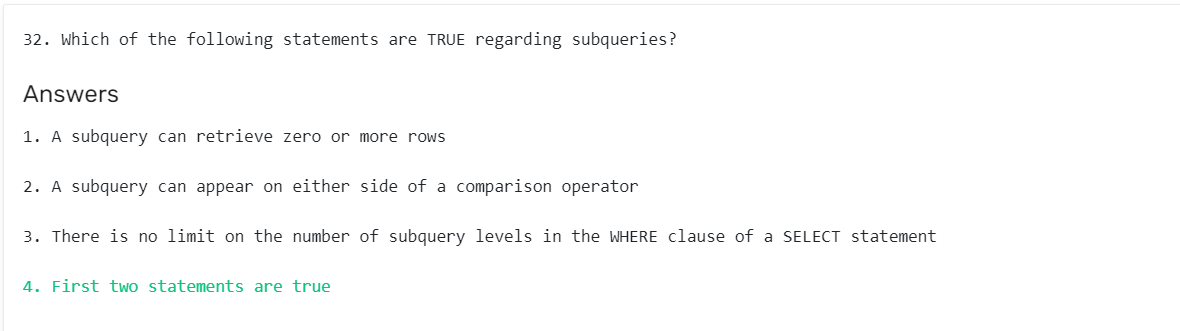 32. Which of the following statements are TRUE regarding subqueries?
Answers
1. A subquery can retrieve zero or more rows
2. A subquery can appear on either side of a comparison operator
3. There is no limit on the number of subquery levels in the WHERE clause of a SELECT statement
4. First two statements are true